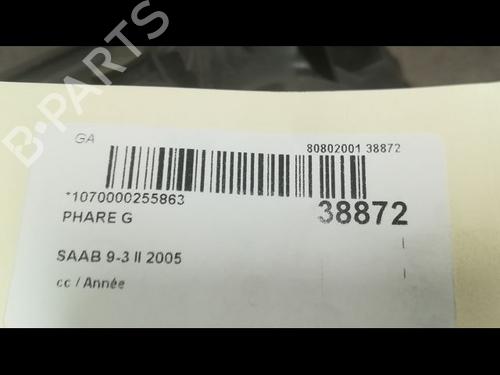 B-PARTS
GA
80802001 38872
*1070000255863
38872
PHARE G
SAAB 9-3 II 2005
cc / Année